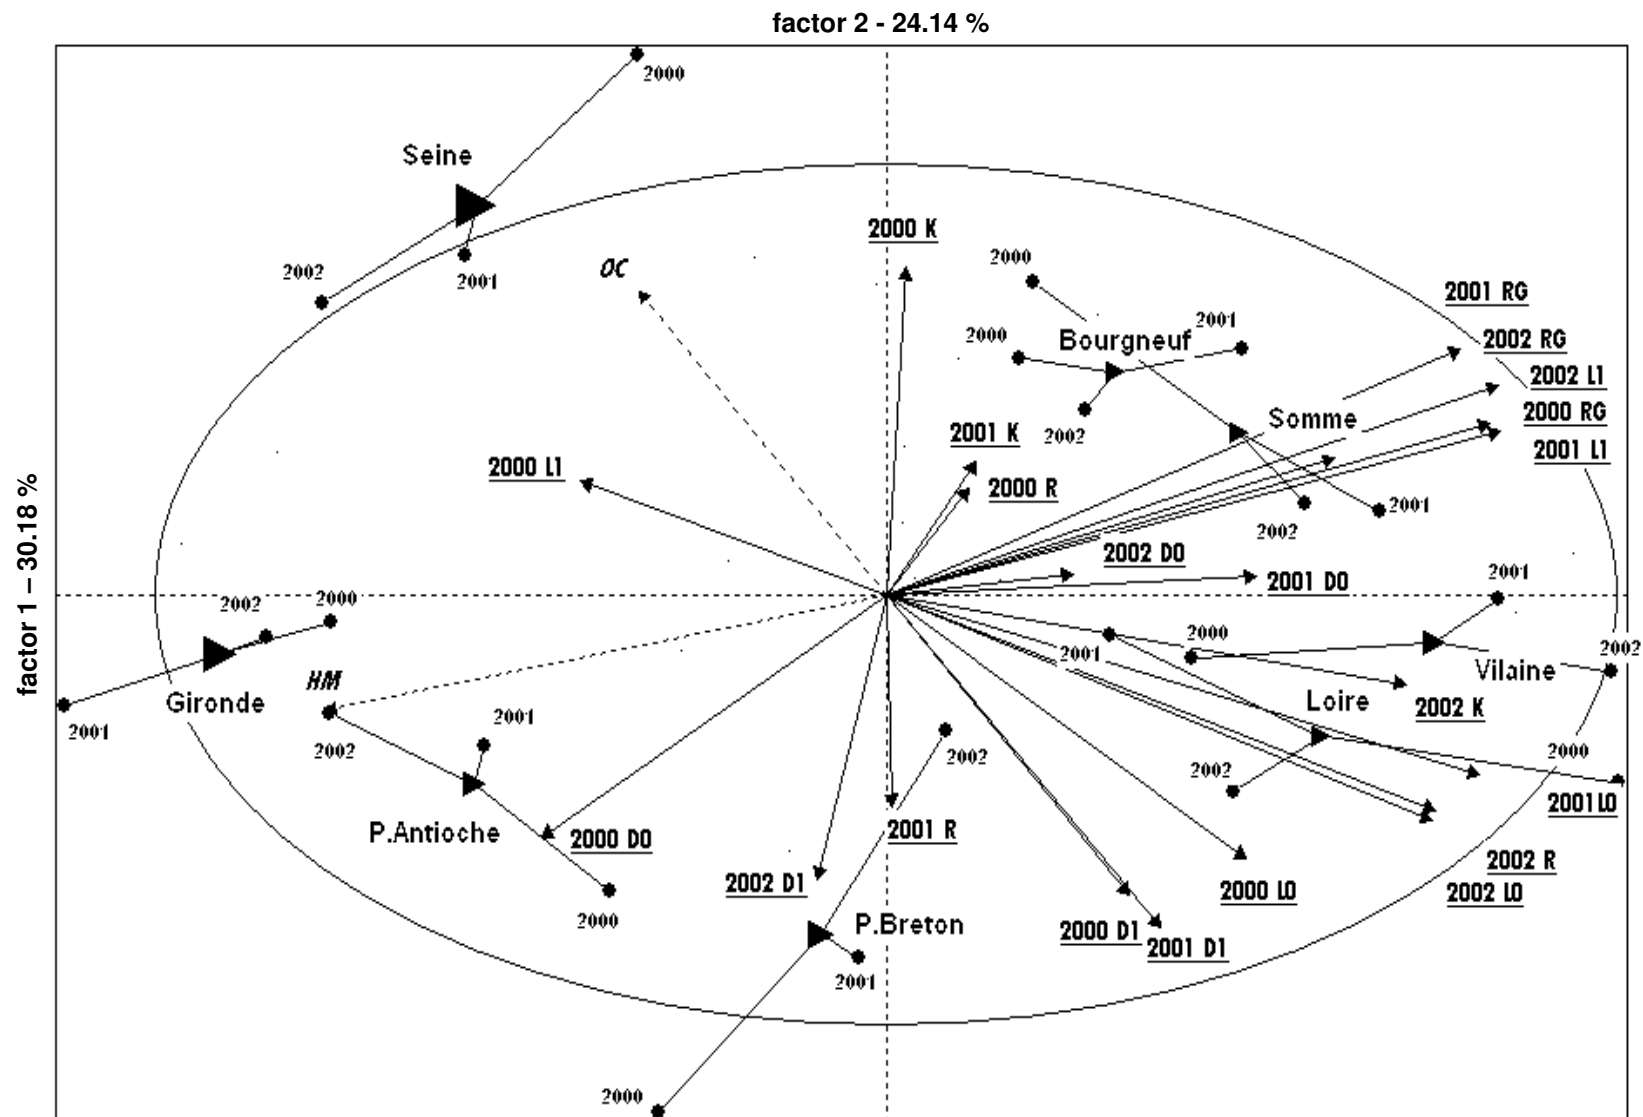 factor 2 - 24.14 %
2000
Seine
2000 K
2002
OC
2001
2000
2001 RG
2000
Bourgneuf
2001
2002 RG
2002 L1
2000 RG
Somme
2001 K
2002
2001 L1
2000 L1
2000 R
2001
2002
2002 D0
2001 D0
factor 1 – 30.18 %
2002
2000
2001
2000
2001
2002
HM
Vilaine
Gironde
Loire
2002 K
2001
2001
2002
2002
2000
2002
2001 L0
P.Antioche
2000 D0
2001 R
2002 R
2002 D1
2000 L0
2002 L0
2000
P.Breton
2000 D1
2001 D1
2001
2000